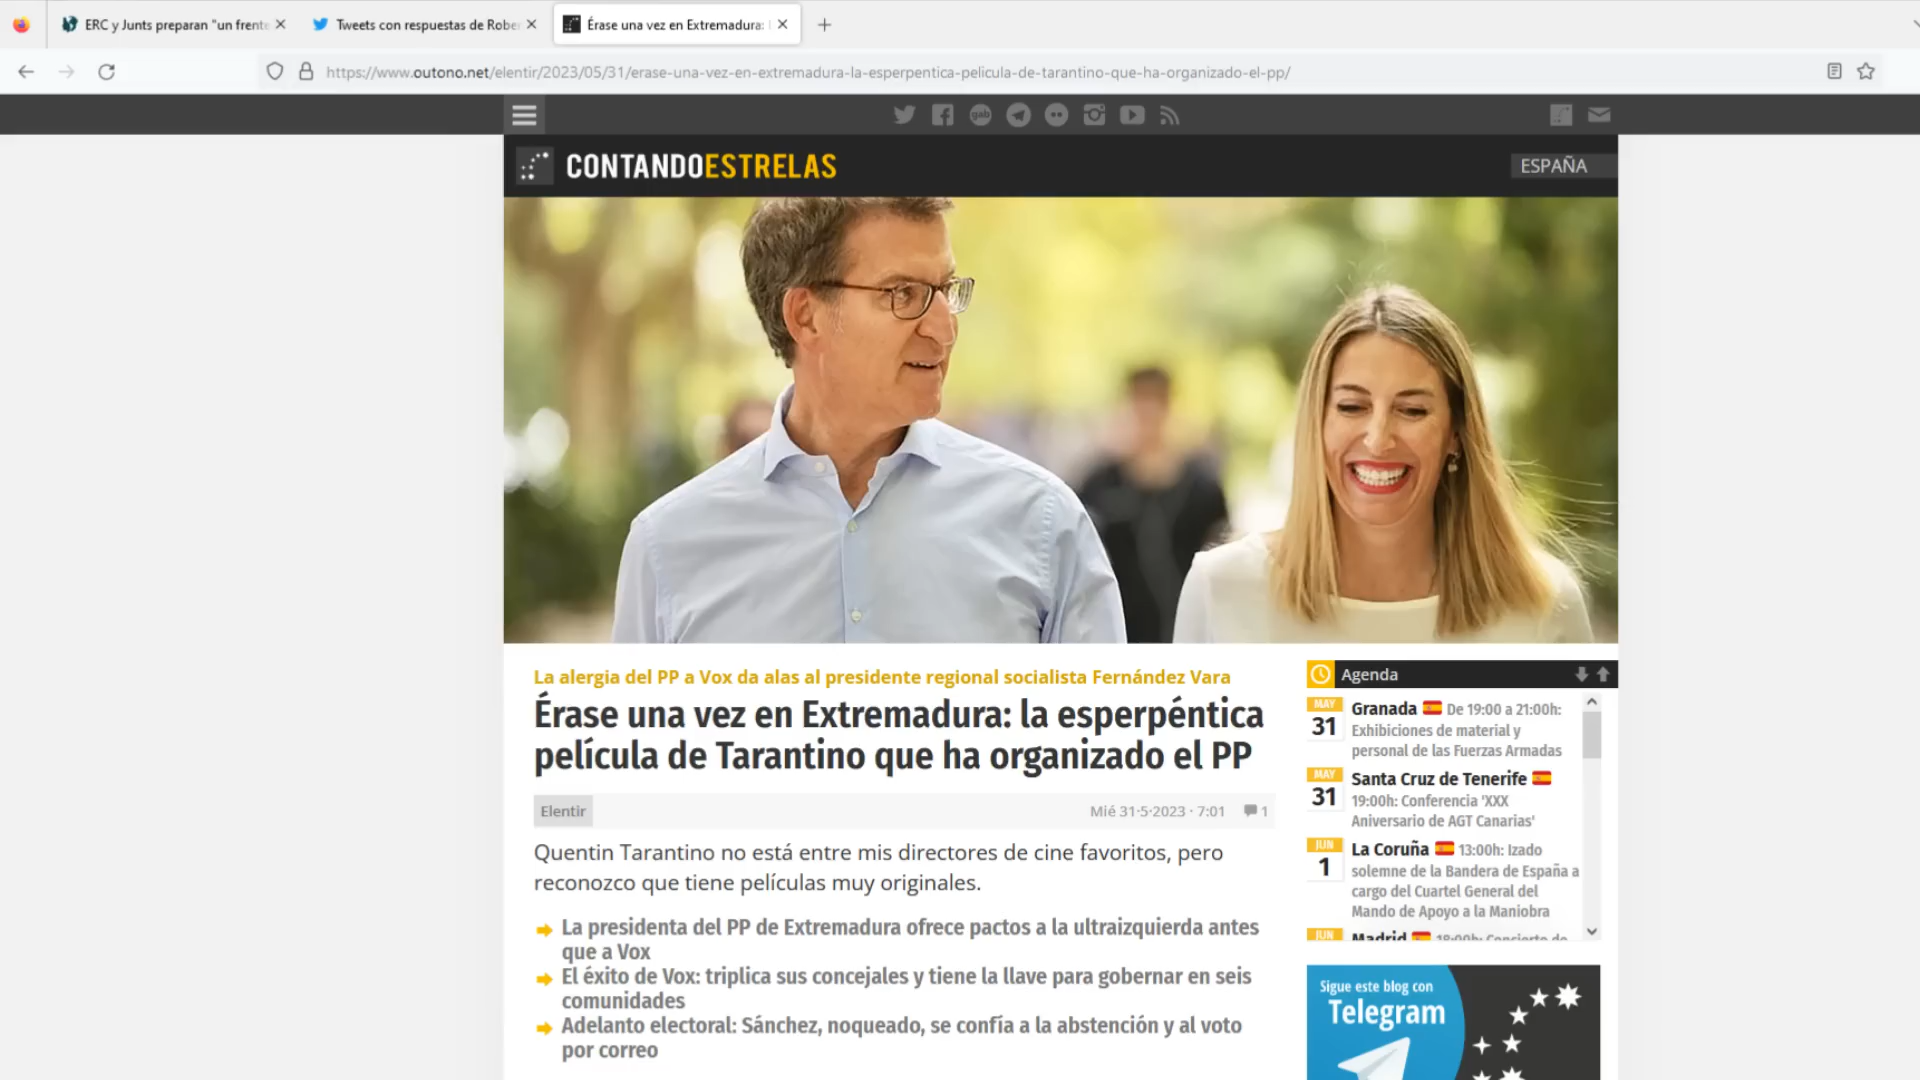 ERC y Junts preparan "un frente
Tweets con respuestas de Robe
Érase una vez en Extremadura:
https://www.outono.net/elentir/2023/05/31/erase-una-vez-en-extremadura-la-esperpentica-pelicula-de-tarantino-que-ha-organizado-el-pp/
gab
CONTANDOESTRELAS
ESPAÑA
La alergia del PP a Vox da alas al presidente regional socialista Fernández Vara
Érase una vez en Extremadura: la esperpéntica
película de Tarantino que ha organizado el PP
Elentir
Mié 31·5·2023 · 7:01
1
Quentin Tarantino no está entre mis directores de cine favoritos, pero
reconozco que tiene películas muy originales.
La presidenta del PP de Extremadura ofrece pactos a la ultraizquierda antes
que a Vox
El éxito de Vox: triplica sus concejales y tiene la llave para gobernar en seis
comunidades
Adelanto electoral: Sánchez, noqueado, se confía a la abstención y al voto
por correo
Agenda
MAY
31
Granada De 19:00 a 21:00h:
Exhibiciones de material y
personal de las Fuerzas Armadas
MAY
31
Santa Cruz de Tenerife
19:00h: Conferencia 'XXX
Aniversario de AGT Canarias'
JUN
1
La Coruña 13:00h: Izado
solemne de la Bandera de España a
cargo del Cuartel General del
Mando de Apoyo a la Maniobra
JUN
Madrid 18:00h: Concierto de
Sigue este blog con
Telegram